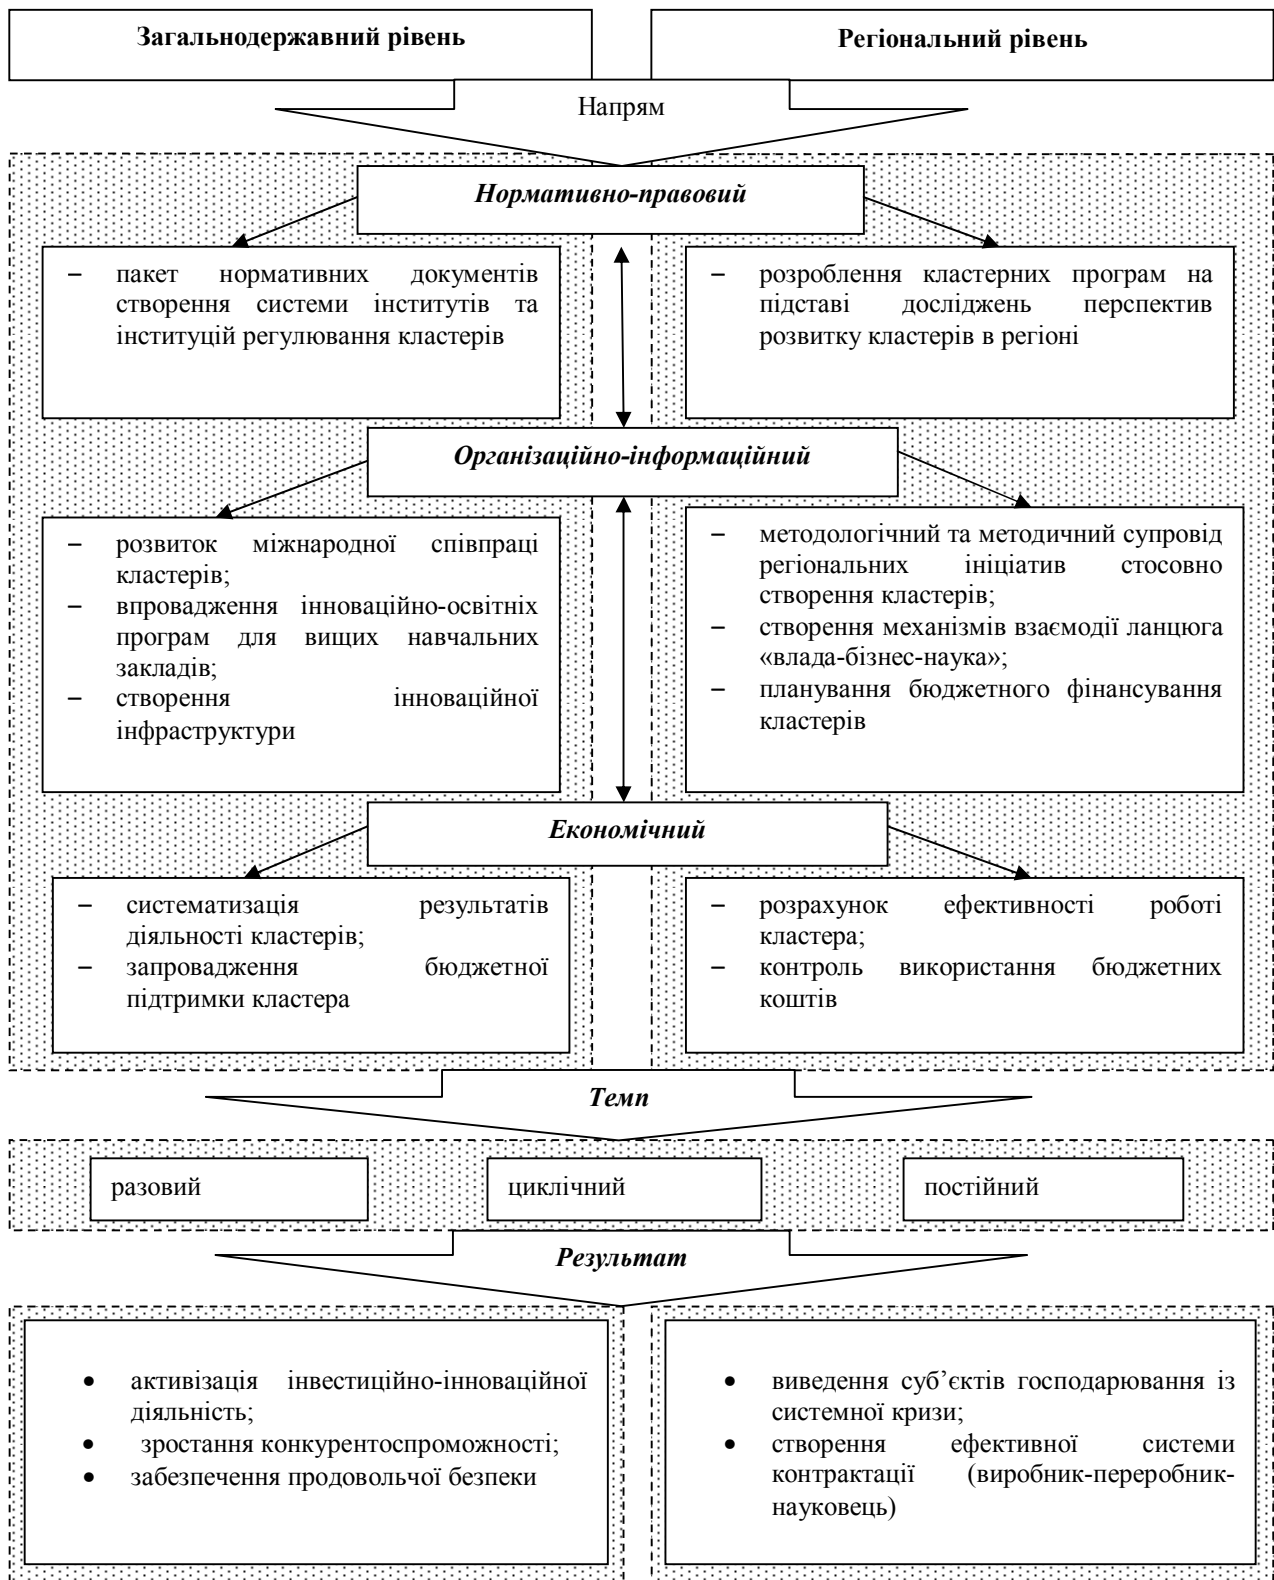 Загальнодержавний рівень
Регіональний рівень
Напрям
Нормативно-правовий
– пакет нормативних документів
створення системи інститутів та
інституцій регулювання кластерів
– розроблення кластерних програм на
підставі досліджень перспектив
розвитку кластерів в регіоні
Організаційно-інформаційний
– розвиток міжнародної співпраці
кластерів;
– впровадження інноваційно-освітніх
програм для вищих навчальних
закладів;
– створення інноваційної
інфраструктури
– методологічний та методичний супровід
регіональних ініціатив стосовно
створення кластерів;
– створення механізмів взаємодії ланцюга
«влада-бізнес-наука»;
– планування бюджетного фінансування
кластерів
Економічний
– систематизація результатів
діяльності кластерів;
– запровадження бюджетної
підтримки кластера
– розрахунок ефективності роботі
кластера;
– контроль використання бюджетних
коштів
Темп
разовий
циклічний
постійний
Результат
• активізація інвестиційно-інноваційної
діяльність;
• зростання конкурентоспроможності;
• забезпечення продовольчої безпеки
• виведення суб’єктів господарювання із
системної кризи;
• створення ефективної системи
контрактації (виробник-переробник-
науковець)